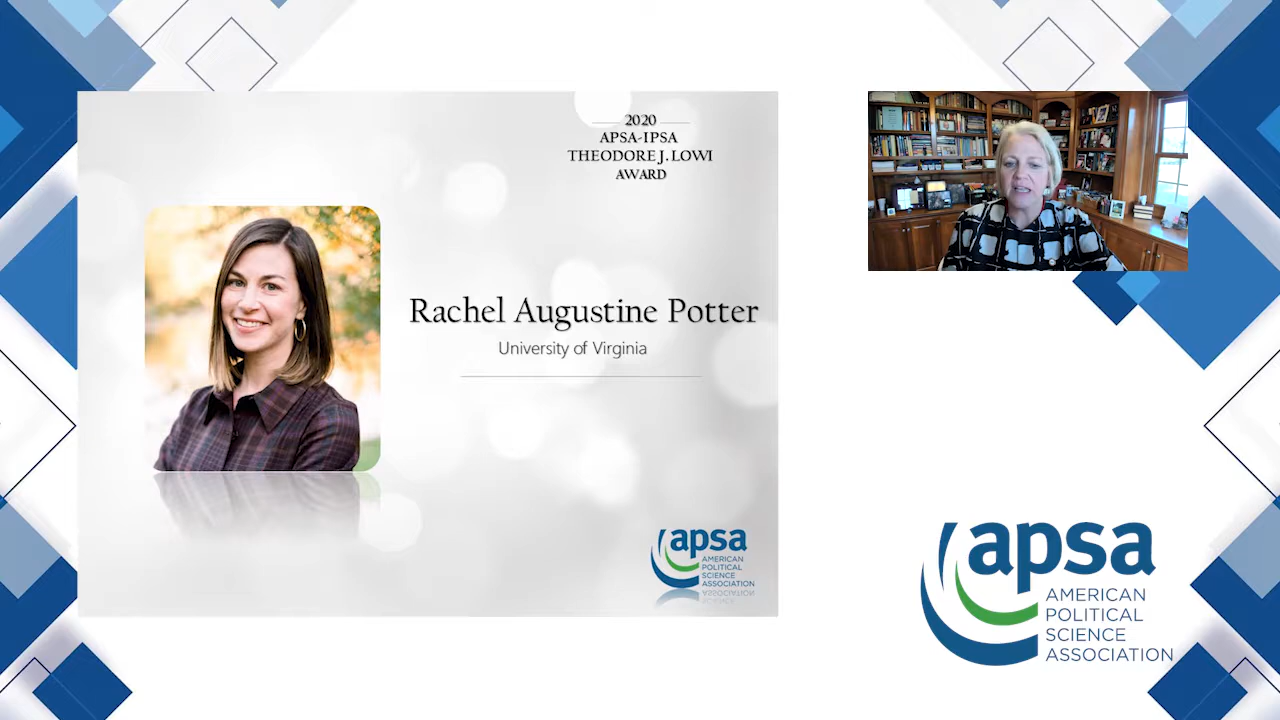 2020
APSA-IPSA
THEODORE J. LOWI
AWARD
Rachel Augustine Potter
University of Virginia
apsa
AMERICAN
POLITICAL
SCIENCE
ASSOCIATION
apsa
AMERICAN
POLITICAL
SCIENCE
ASSOCIATION